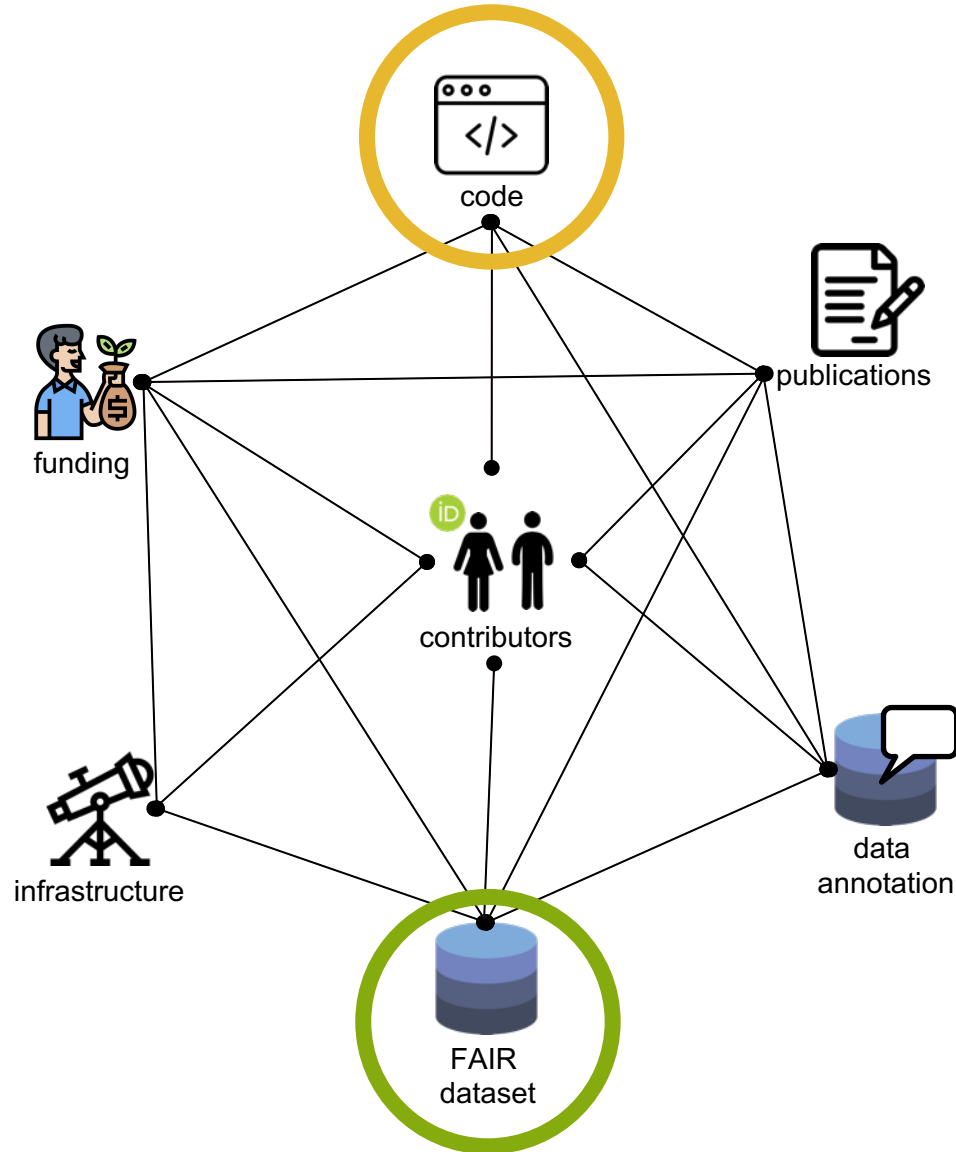 </>
code
publications
$
funding
iD
contributors
infrastructure
data
annotation
FAIR
dataset